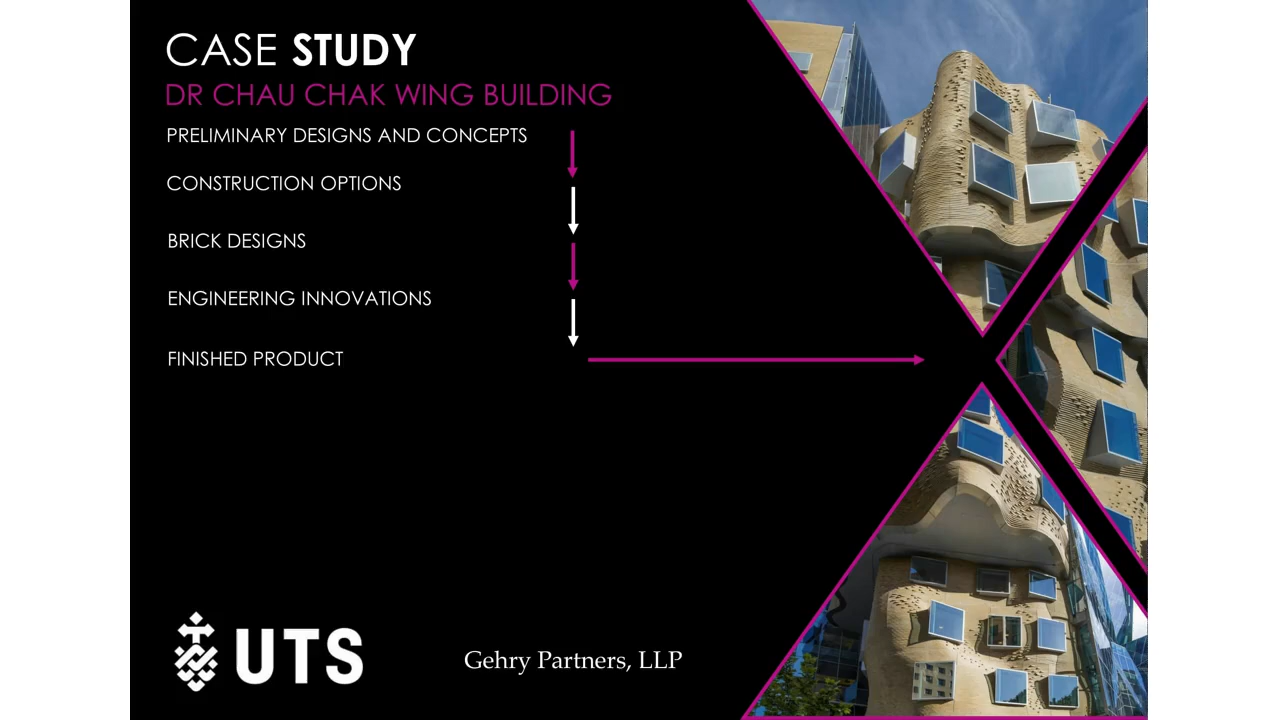 CASE STUDY
DR CHAU CHAK WING BUILDING
PRELIMINARY DESIGNS AND CONCEPTS
CONSTRUCTION OPTIONS
BRICK DESIGNS
ENGINEERING INNOVATIONS
FINISHED PRODUCT
UTS
Gehry Partners, LLP